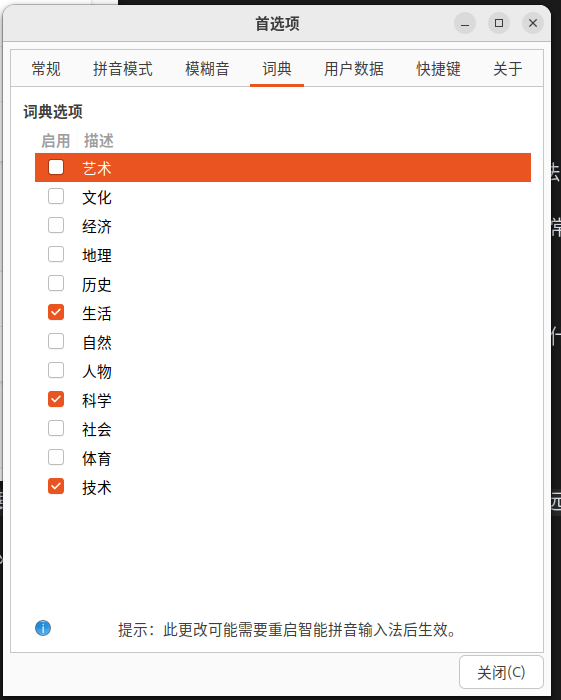 首选项
常规 拼音模式 模糊音 词典 用户数据 快捷键 关于
词典选项
启用 描述
艺术
文化
经济
地理
历史
生活
自然
人物
科学
社会
体育
技术
提示：此更改可能需要重启智能拼音输入法后生效。
关闭(C)